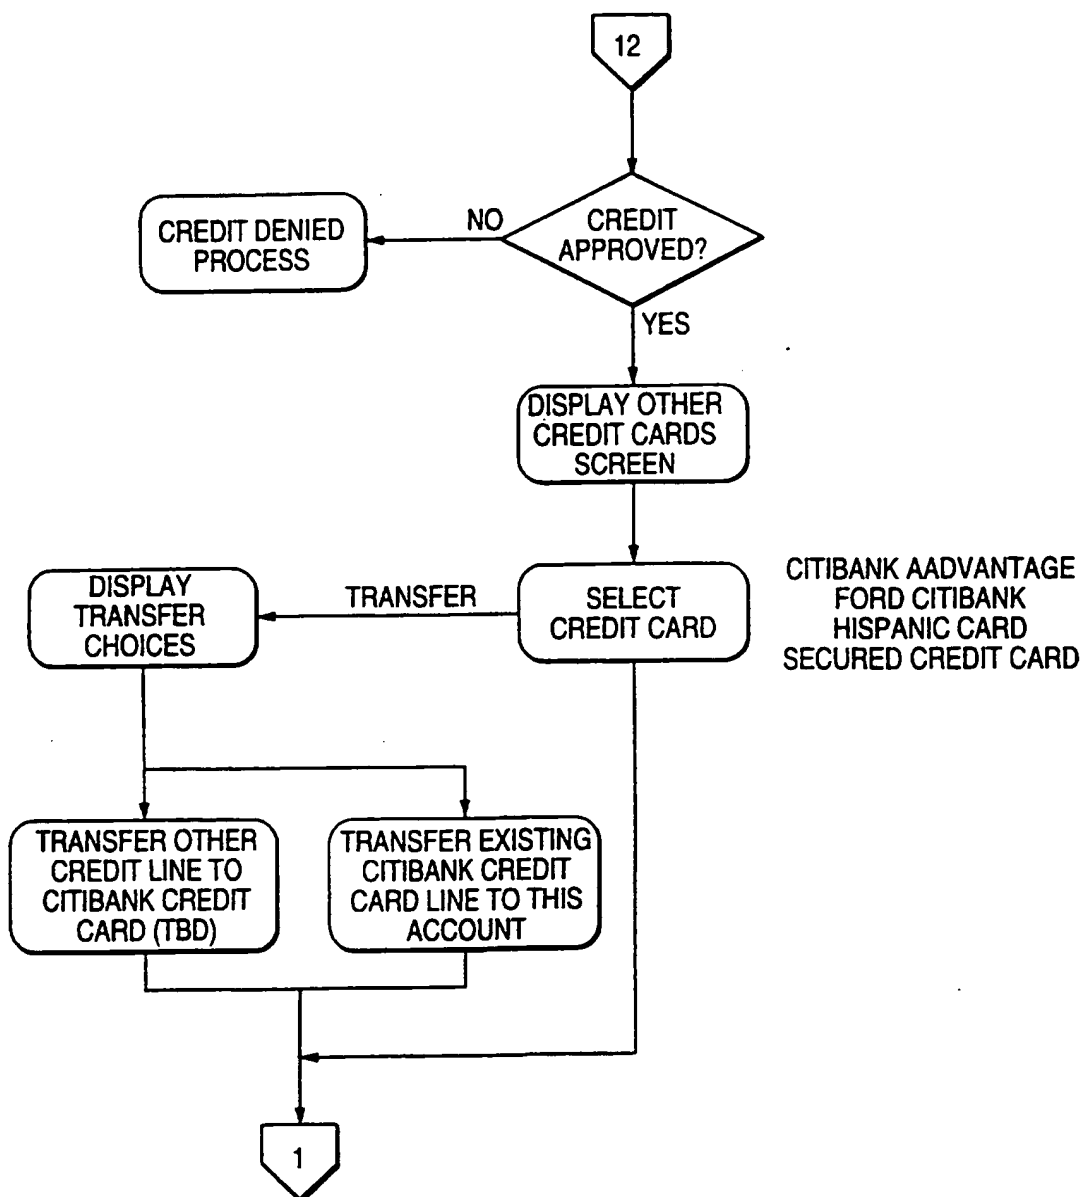 12
CREDIT
APPROVED?
NO
CREDIT DENIED
PROCESS
YES
DISPLAY OTHER
CREDIT CARDS
SCREEN
SELECT
CREDIT CARD
CITIBANK AADVANTAGE
FORD CITIBANK
HISPANIC CARD
SECURED CREDIT CARD
TRANSFER
DISPLAY
TRANSFER
CHOICES
TRANSFER OTHER
CREDIT LINE TO
CITIBANK CREDIT
CARD (TBD)
TRANSFER EXISTING
CITIBANK CREDIT
CARD LINE TO THIS
ACCOUNT
1